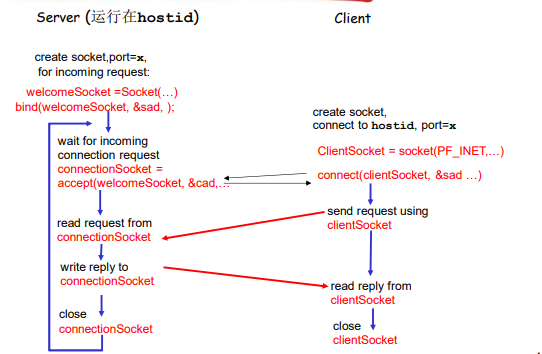 Server (运行在hostid)
Client
create socket,port=x,
for incoming request:
welcomeSocket =Socket(…)
bind(welcomeSocket, &sad, );
wait for incoming
connection request
connectionSocket =
accept(welcomeSocket, &cad,…
read request from
connectionSocket
write reply to
connectionSocket
close
connectionSocket
create socket,
connect to hostid, port=x
ClientSocket = socket(PF_INET,…)
connect(clientSocket, &sad …)
send request using
clientSocket
read reply from
clientSocket
close
clientSocket